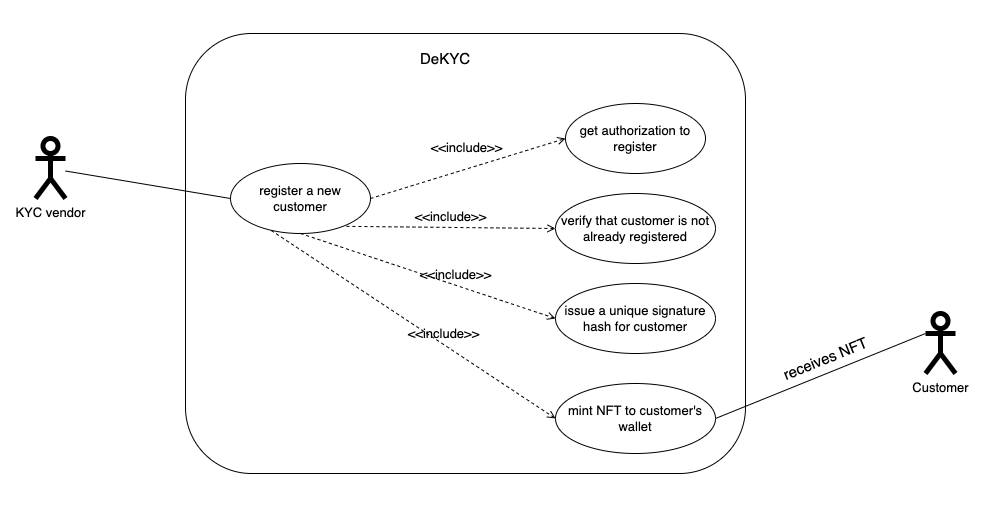 DeKYC
get authorization to
register
<<include>>
KYC vendor
register a new
customer
<<include>>
verify that customer is not
already registered
<<include>>
issue a unique signature
hash for customer
<<include>>
mint NFT to customer's
wallet
receives NFT
Customer